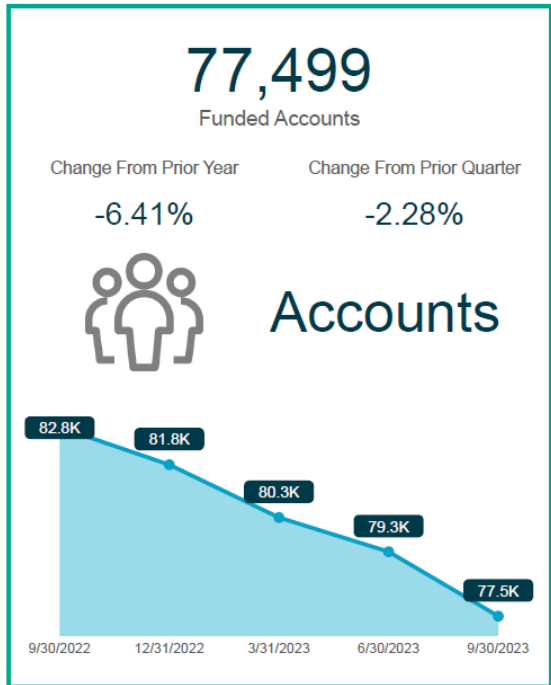 77,499
Funded Accounts
Change From Prior Year Change From Prior Quarter
-6.41% -2.28%
Accounts
82.8K
81.8K
80.3K
79.3K
77.5K
9/30/2022 12/31/2022 3/31/2023 6/30/2023 9/30/2023